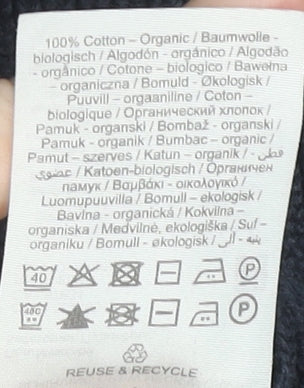 100% Cotton – Organic / Baumwolle -
biologisch / Algodón - orgánico / Algodão
- orgânico / Cotone – biologico / Bawełna
– organiczna / Bomuld - Økologisk /
Puuvill – orgaaniline / Coton –
biologique / Органический хлопок /
Pamuk - organski / Bombaž - organski /
Pamuk - organik / Bumbac – organic /
Pamut – szerves / Katun – organik / قطن -
عضوي / Katoen-biologisch / Органичен
памук / Βαμβάκι - οικολογικό /
Luomupuuvilla / Bomull – ekologisk /
Bavlna - organická / Kokvilna –
organiska / Medvilnė, ekologiška / Suf –
organiku / Bomull - økologisk / پنبه - آلی
40
P
400
P
REUSE & RECYCLE